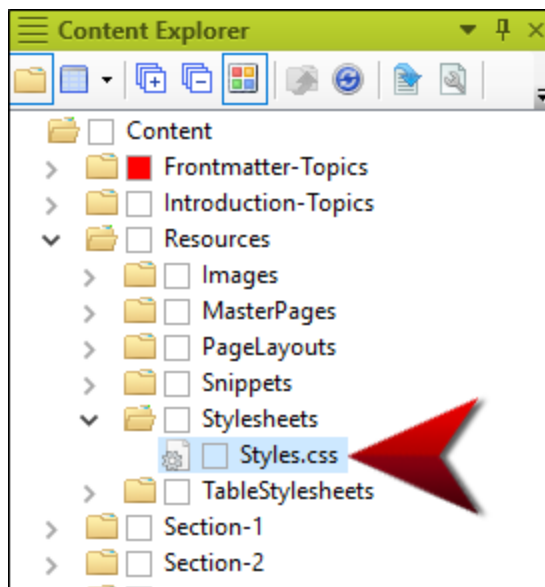 Content Explorer
Content
Frontmatter-Topics
Introduction-Topics
Resources
Images
MasterPages
PageLayouts
Snippets
Stylesheets
Styles.css
TableStylesheets
Section-1
Section-2